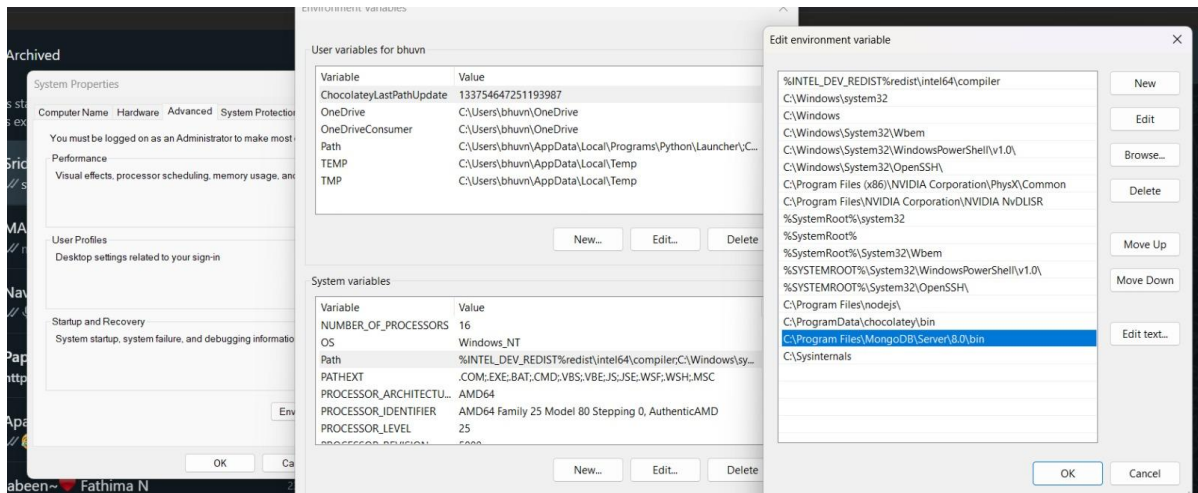 Archived
System Properties
Computer Name Hardware Advanced System Protection
You must be logged on as an Administrator to make most
Performance
Visual effects, processor scheduling, memory usage, and
User Profiles
Desktop settings related to your sign-in
Startup and Recovery
System startup, system failure, and debugging informatio
Env
OK Ca
Fathima N
Environment Variables
User variables for bhuvn
Variable Value
ChocolateyLastPathUpdate 133754647251193987
OneDrive C:\Users\bhuvn\OneDrive
OneDriveConsumer C:\Users\bhuvn\OneDrive
Path C:\Users\bhuvn\AppData\Local\Programs\Python\Launcher\;C...
TEMP C:\Users\bhuvn\AppData\Local\Temp
TMP C:\Users\bhuvn\AppData\Local\Temp
New... Edit... Delete
System variables
Variable Value
NUMBER_OF_PROCESSORS 16
OS Windows_NT
Path %INTEL_DEV_REDIST%redist\intel64\compiler;C:\Windows\sy...
PATHEXT .COM;.EXE;.BAT;.CMD;.VBS;.VBE;.JS;.JSE;.WSF;.WSH;.MSC
PROCESSOR_ARCHITECTU... AMD64
PROCESSOR_IDENTIFIER AMD64 Family 25 Model 80 Stepping 0, AuthenticAMD
PROCESSOR_LEVEL 25
New... Edit... Delete
Edit environment variable
%INTEL_DEV_REDIST%redist\intel64\compiler
C:\Windows\system32
C:\Windows
C:\Windows\System32\Wbem
C:\Windows\System32\WindowsPowerShell\v1.0\
C:\Windows\System32\OpenSSH\
C:\Program Files (x86)\NVIDIA Corporation\PhysX\Common
C:\Program Files\NVIDIA Corporation\NVIDIA NvDLISR
%SystemRoot%\system32
%SystemRoot%
%SystemRoot%\System32\Wbem
%SYSTEMROOT%\System32\WindowsPowerShell\v1.0\
%SYSTEMROOT%\System32\OpenSSH\
C:\Program Files\nodejs\
C:\ProgramData\chocolatey\bin
C:\Program Files\MongoDB\Server\8.0\bin
C:\Sysinternals
New
Edit
Browse...
Delete
Move Up
Move Down
Edit text...
OK Cancel